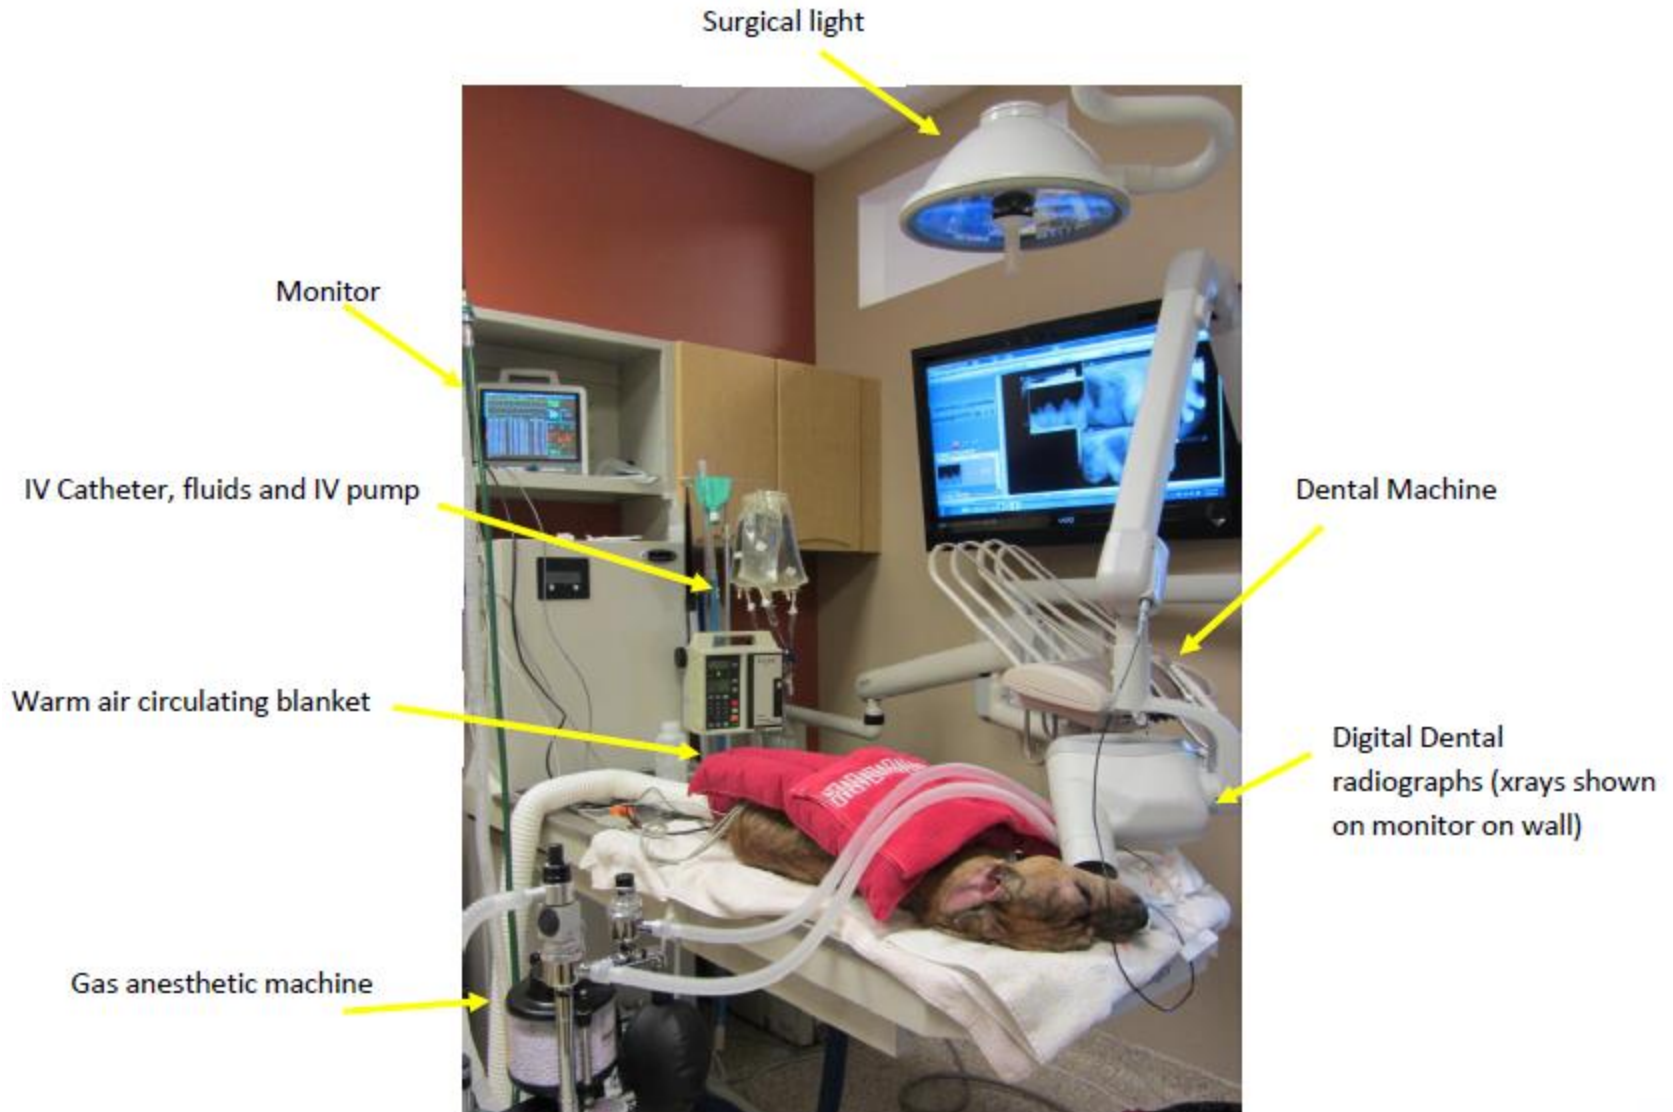 Surgical light
Monitor
IV Catheter, fluids and IV pump
Dental Machine
Warm air circulating blanket
Digital Dental
radiographs (xrays shown
on monitor on wall)
Gas anesthetic machine